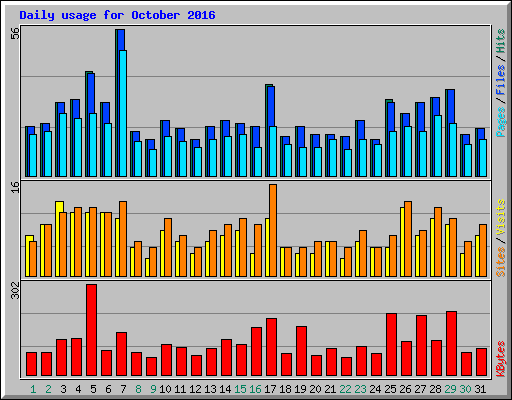 Daily usage for October 2016
56
Pages/Files/Hits
16
Sites/Visits
302
KBytes
1 2 3 4 5 6 7 8 9 10 11 12 13 14 15 16 17 18 19 20 21 22 23 24 25 26 27 28 29 30 31